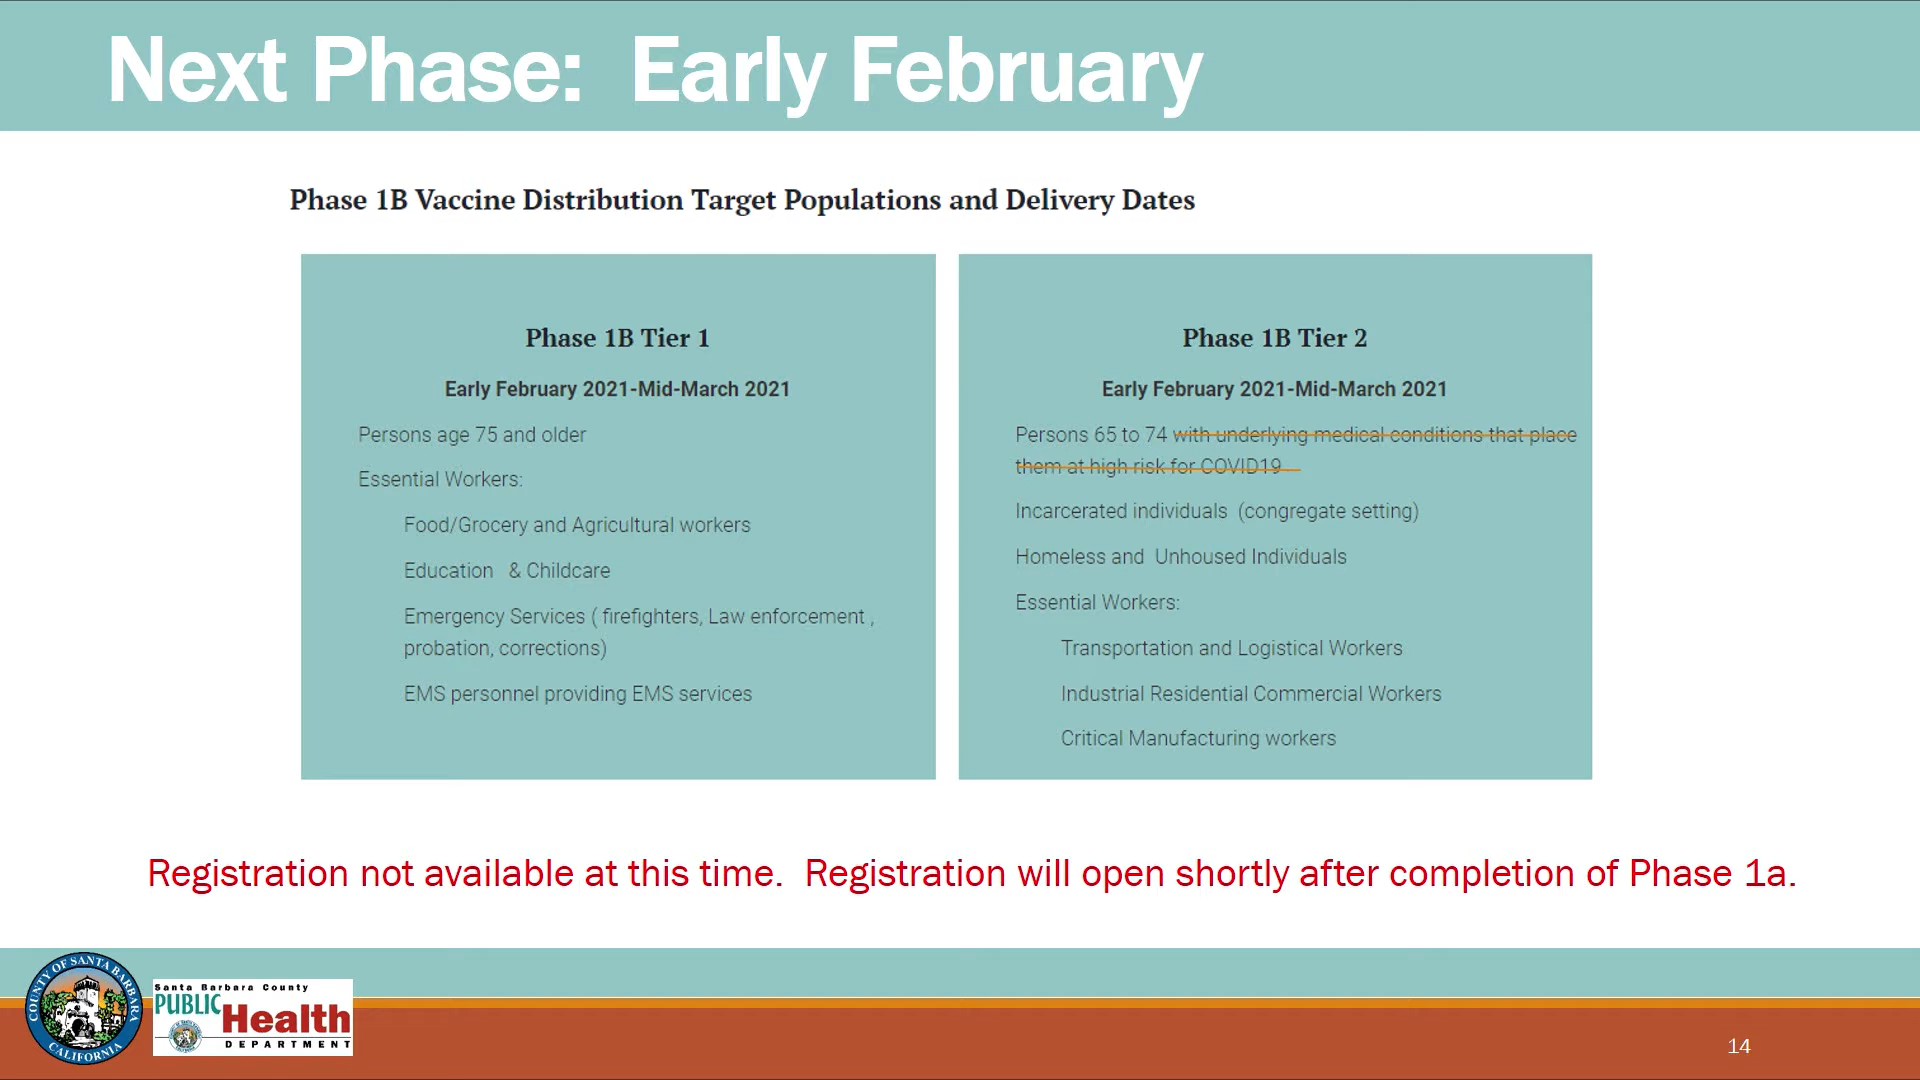 Next Phase:  Early February
Phase 1B Vaccine Distribution Target Populations and Delivery Dates
Phase 1B Tier 1
Early February 2021-Mid-March 2021
Persons age 75 and older
Essential Workers:
Food/Grocery and Agricultural workers
Education   & Childcare
Emergency Services ( firefighters, Law enforcement ,
probation, corrections)
EMS personnel providing EMS services
Phase 1B Tier 2
Early February 2021-Mid-March 2021
Persons 65 to 74 with underlying medical conditions that place
them at high risk for COVID19
Incarcerated individuals  (congregate setting)
Homeless and  Unhoused Individuals
Essential Workers:
Transportation and Logistical Workers
Industrial Residential Commercial Workers
Critical Manufacturing workers
Registration not available at this time.  Registration will open shortly after completion of Phase 1a.
COUNTY OF SANTA BARBARA
CALIFORNIA
Santa Barbara County
PUBLIC
Health
DEPARTMENT
14